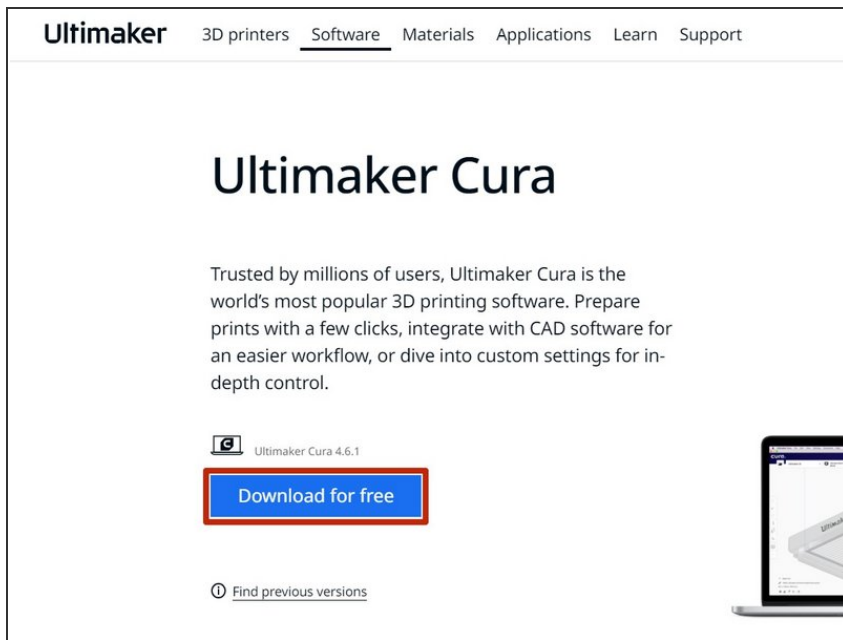 Ultimaker 3D printers Software Materials Applications Learn Support
Ultimaker Cura
Trusted by millions of users, Ultimaker Cura is the
world's most popular 3D printing software. Prepare
prints with a few clicks, integrate with CAD software for
an easier workflow, or dive into custom settings for in-
depth control.
Ultimaker Cura 4.6.1
Download for free
Find previous versions
cura.